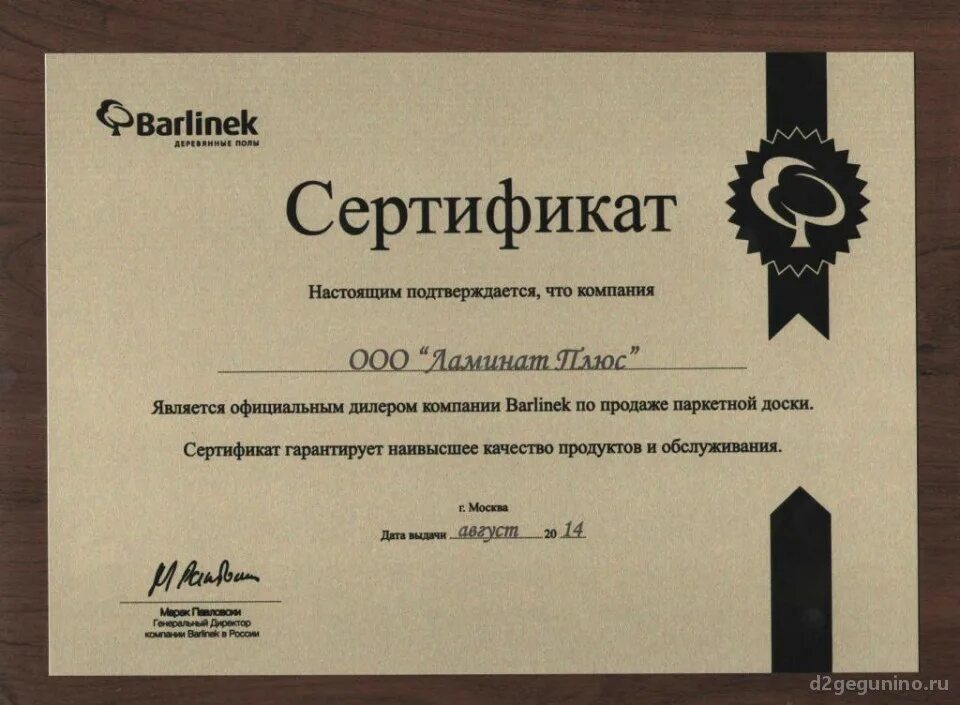 Barlinek
ДЕРЕВЯННЫЕ ПОЛЫ
Сертификат
Настоящим подтверждается, что компания
ООО “Ламинат Плюс”
Является официальным дилером компании Barlinek по продаже паркетной доски.
Сертификат гарантирует наивысшее качество продуктов и обслуживания.
г. Москва
Дата выдачи август 20 14
Марек Павловски
Генеральный Директор
компании Barlinek в России
d2gegunino.ru